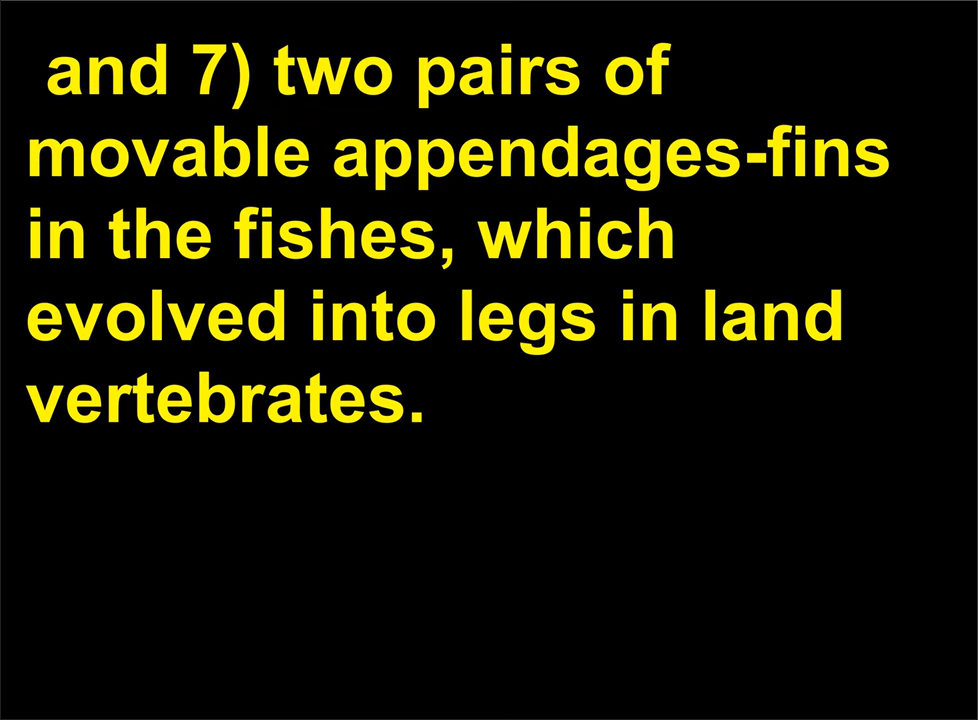 and 7) two pairs of
movable appendages-fins
in the fishes, which
evolved into legs in land
vertebrates.